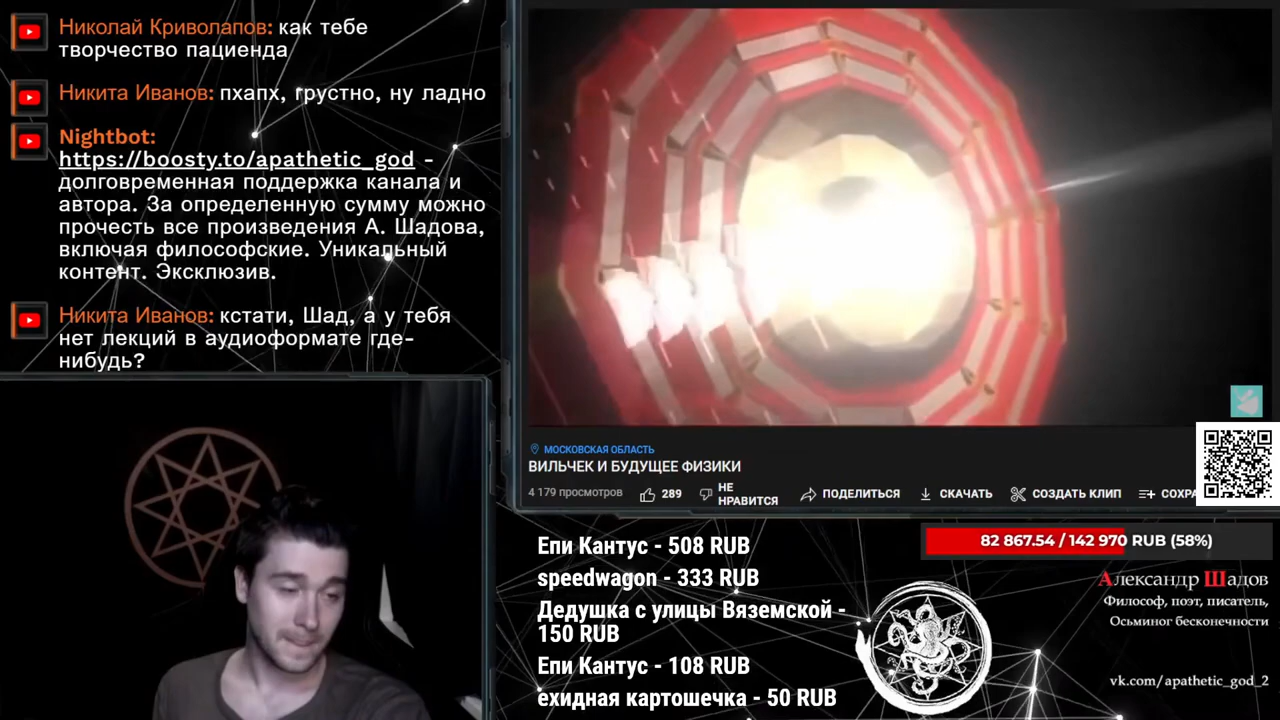 Николай Криволапов: как тебе
творчество пациенда
Никита Иванов: пхапх, грустно, ну ладно
Nightbot:
https://boosty.to/apathetic_god -
долговременная поддержка канала и
автора. За определенную сумму можно
прочесть все произведения А. Шадова,
включая философские. Уникальный
контент. Эксклюзив.
Никита Иванов: кстати, Шад, а у тебя
нет лекций в аудиоформате где-
нибудь?
МОСКОВСКАЯ ОБЛАСТЬ
ВИЛЬЧЕК И БУДУЩЕЕ ФИЗИКИ
4 179 просмотров
289
НЕ
НРАВИТСЯ
ПОДЕЛИТЬСЯ
СКАЧАТЬ
СОЗДАТЬ КЛИП
СОХРА
Епи Кантус - 508 RUB
speedwagon - 333 RUB
Дедушка с улицы Вяземской -
150 RUB
Епи Кантус - 108 RUB
ехидная картошечка - 50 RUB
82 867.54 / 142 970 RUB (58%)
Александр Шадов
Философ, поэт, писатель,
Осьминог бесконечности
vk.com/apathetic_god_2